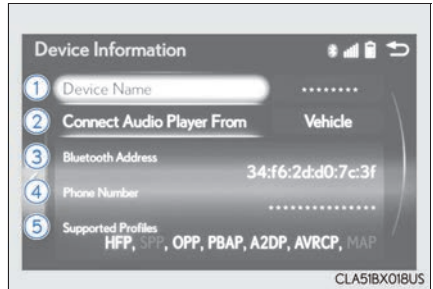 Device Information
1 Device Name ········
2 Connect Audio Player From Vehicle
3 Bluetooth Address
34:f6:2d:d0:7c:3f
4 Phone Number
···············
5 Supported Profiles
HFP, SPP, OPP, PBAP, A2DP, AVRCP, MAP
CLA51BX018US